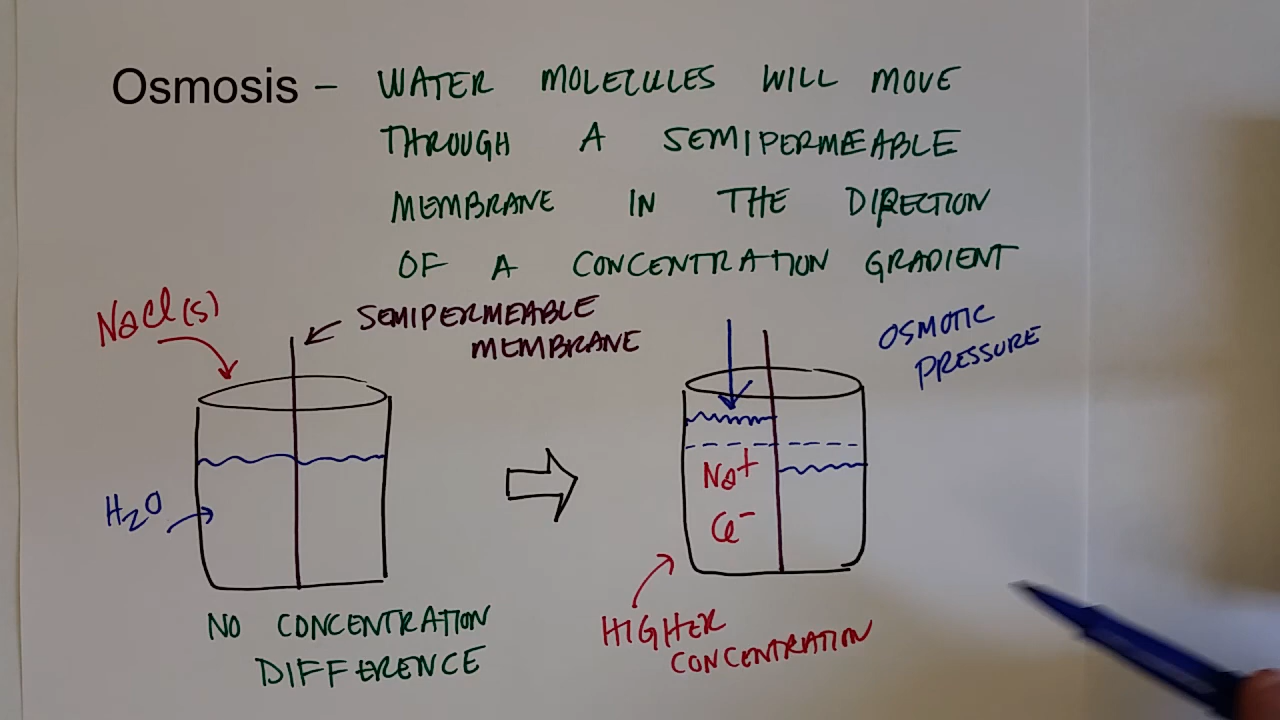 Osmosis – WATER MOLECULES WILL MOVE
THROUGH A SEMIPERMEABLE
MEMBRANE IN THE DIRECTION
OF A CONCENTRATION GRADIENT
NaCl(s)
SEMIPERMEABLE
MEMBRANE
OSMOTIC
PRESSURE
H₂O
Na⁺
Cl⁻
NO CONCENTRATION
DIFFERENCE
HIGHER
CONCENTRATION